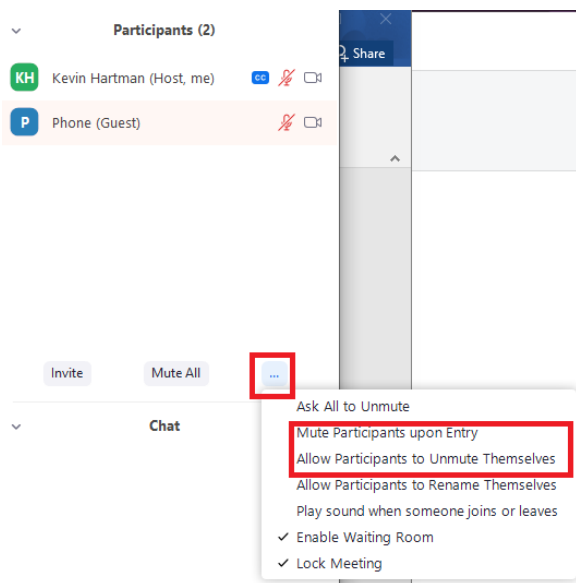 Participants (2)
Share
KH Kevin Hartman (Host, me) cc
P Phone (Guest)
Invite Mute All ...
Chat
Ask All to Unmute
Mute Participants upon Entry
Allow Participants to Unmute Themselves
Allow Participants to Rename Themselves
Play sound when someone joins or leaves
Enable Waiting Room
Lock Meeting